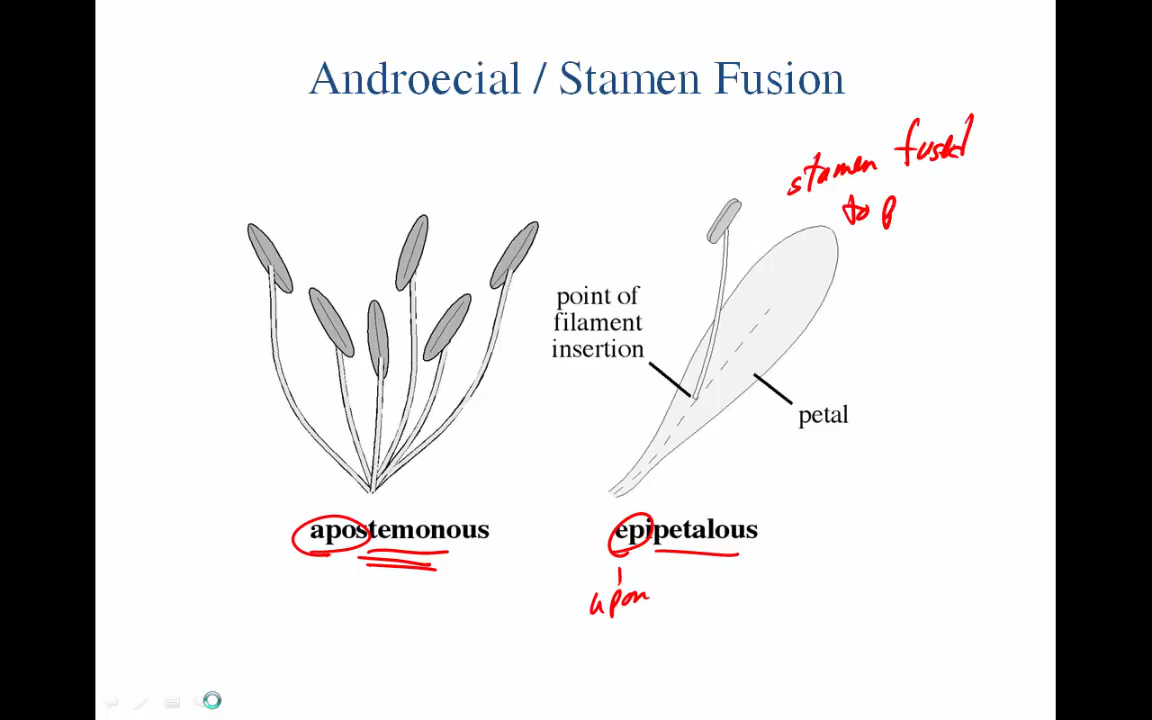 Androecial / Stamen Fusion
stamen fused
to p
point of
filament
insertion
petal
apostemonous
epipetalous
upon